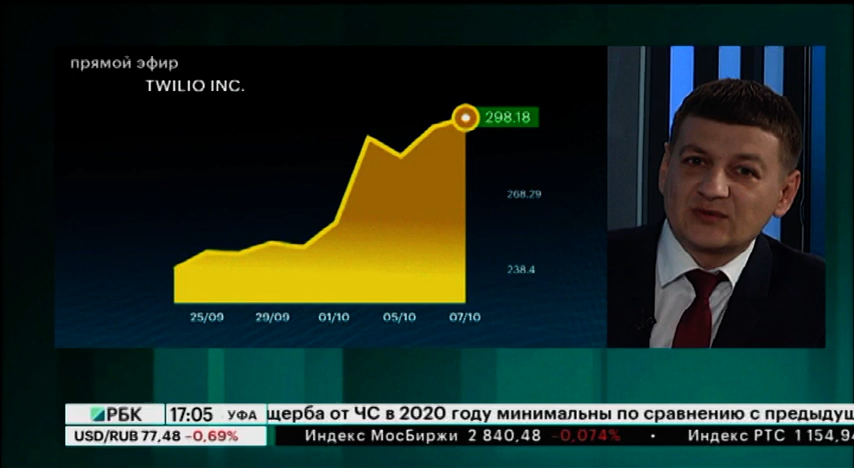 прямой эфир
TWILIO INC.
298.18
268.29
238.4
25/09 29/09 01/10 05/10 07/10
РБК 17:05 УФА щерба от ЧС в 2020 году минимальны по сравнению с предыдущ
USD/RUB 77,48 -0,69% Индекс МосБиржи 2 840,48 -0,074% • Индекс РТС 1 154,94